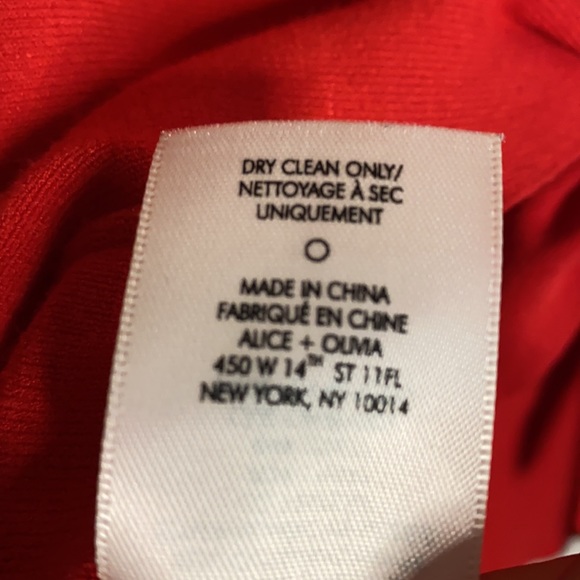 DRY CLEAN ONLY/
NETTOYAGE À SEC
UNIQUEMENT
MADE IN CHINA
FABRIQUÉ EN CHINE
ALICE + OLIVIA
450 W 14TH ST 11FL
NEW YORK, NY 10014